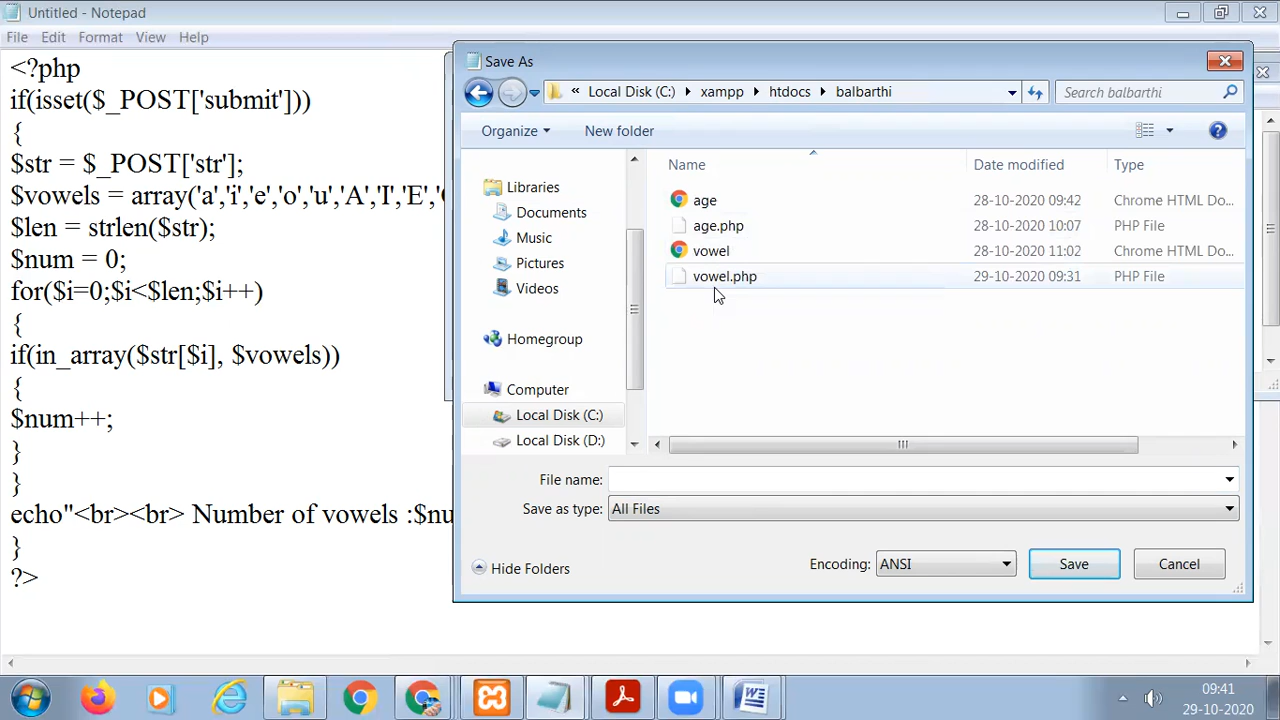 Untitled - Notepad
File Edit Format View Help
<?php
if(isset($_POST['submit']))
{
$str = $_POST['str'];
$vowels = array('a','i','e','o','u','A','I','E',
$len = strlen($str);
$num = 0;
for($i=0;$i<$len;$i++)
{
if(in_array($str[$i], $vowels))
{
$num++;
}
}
echo"<br><br> Number of vowels :$nu
}
?>
Save As
« Local Disk (C:) xampp htdocs balbarthi
Search balbarthi
Organize New folder
Libraries
Documents
Music
Pictures
Videos
Homegroup
Computer
Local Disk (C:)
Local Disk (D:)
Name Date modified Type
age 28-10-2020 09:42 Chrome HTML Do...
age.php 28-10-2020 10:07 PHP File
vowel 28-10-2020 11:02 Chrome HTML Do...
vowel.php 29-10-2020 09:31 PHP File
File name:
Save as type: All Files
Hide Folders Encoding: ANSI Save Cancel
09:41
29-10-2020